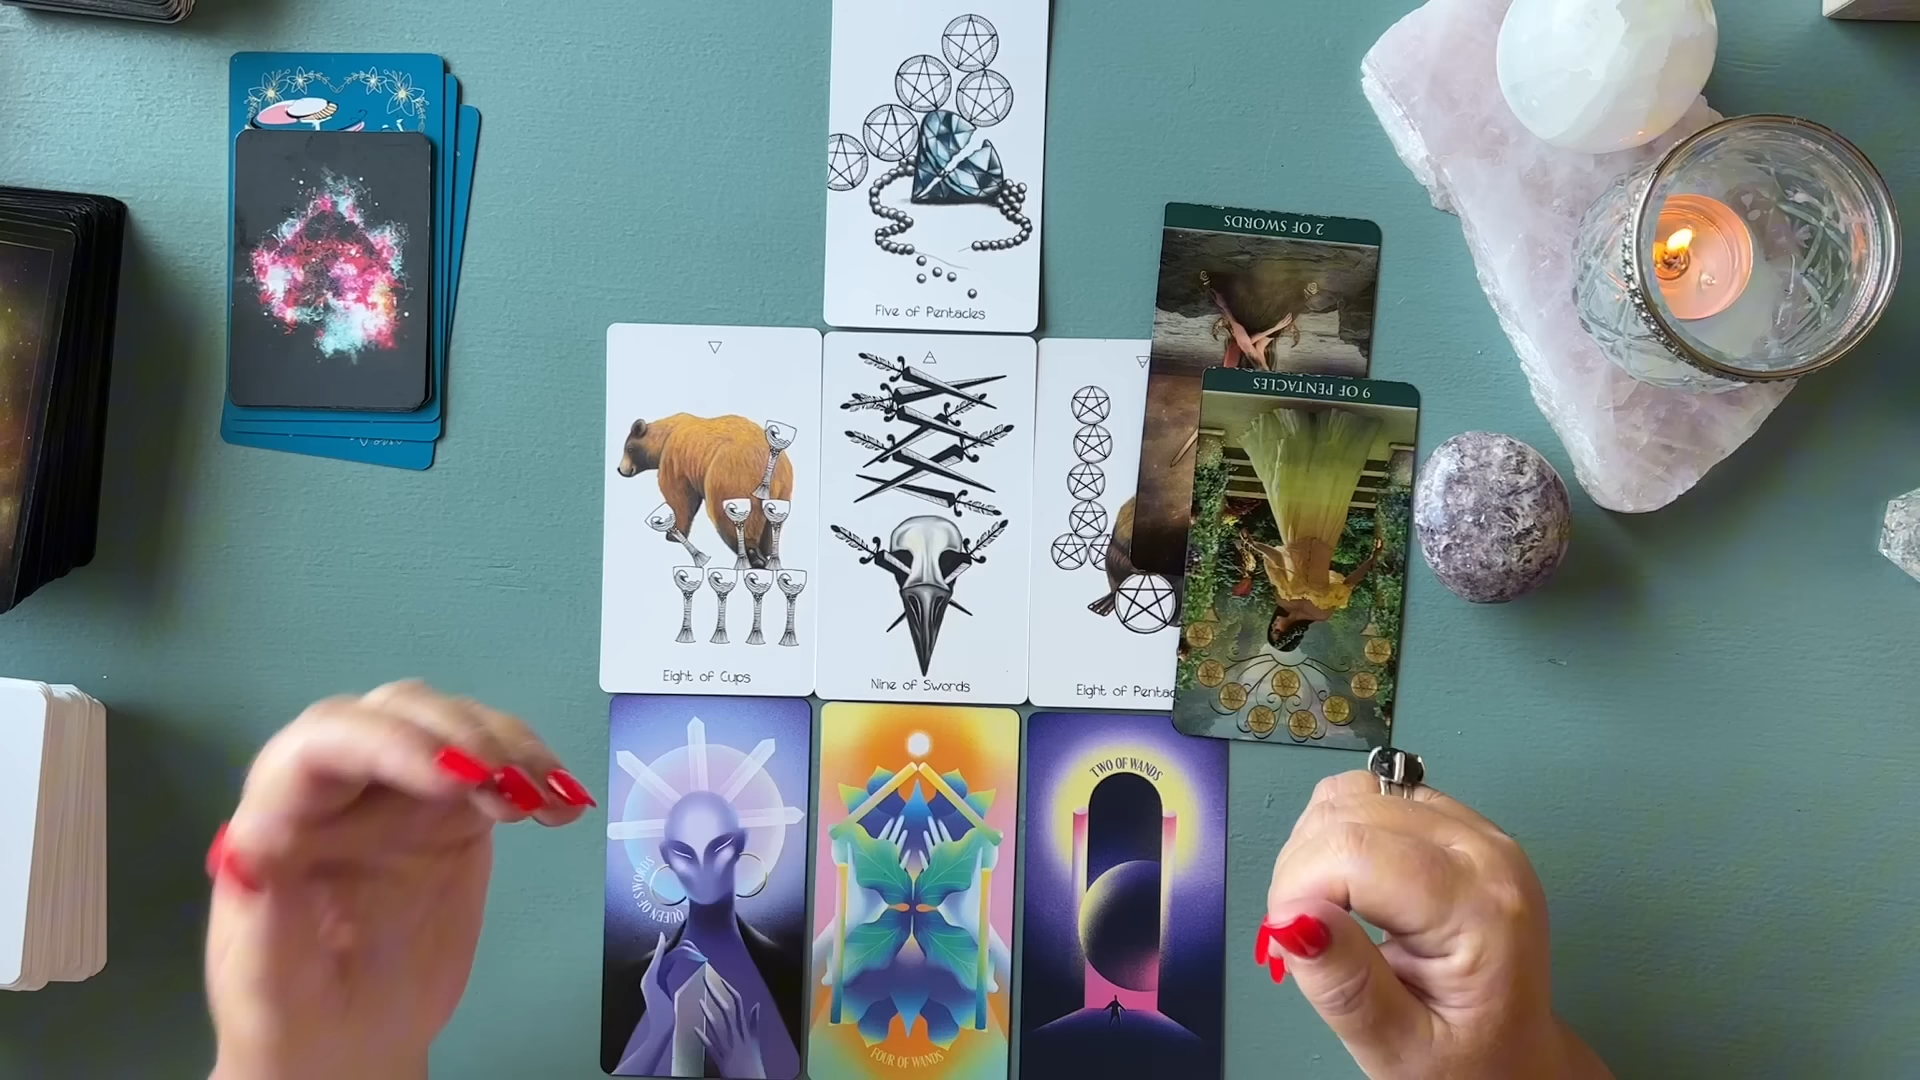 Five of Pentacles
2 OF SWORDS
9 OF PENTACLES
Eight of Cups
Nine of Swords
Eight of Pentac
TWO OF WANDS
QUEEN OF SWORDS
FOUR OF WANDS